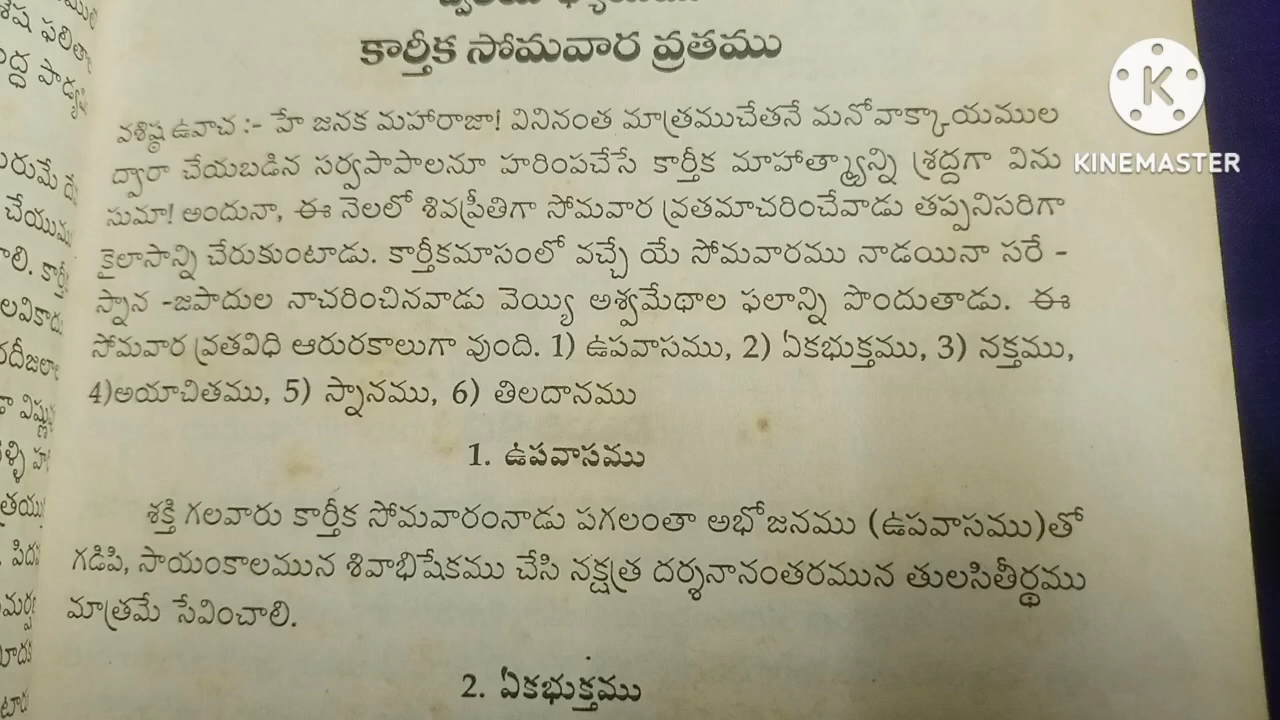 కార్తీక సోమవార వ్రతము
వశిష్ఠ ఉవాచ :- హే జనక మహారాజా! వినినంత మాత్రముచేతనే మనోవాక్కాయముల
ద్వారా చేయబడిన సర్వపాపాలనూ హరింపచేసే కార్తీక మాహాత్మ్యాన్ని శ్రద్ధగా విను
సుమా! అందునా, ఈ నెలలో శివప్రీతిగా సోమవార వ్రతమాచరించేవాడు తప్పనిసరిగా
కైలాసాన్ని చేరుకుంటాడు. కార్తీకమాసంలో వచ్చే యే సోమవారము నాడయినా సరే -
స్నాన -జపాదుల నాచరించినవాడు వెయ్యి అశ్వమేథాల ఫలాన్ని పొందుతాడు. ఈ
సోమవార వ్రతవిధి ఆరురకాలుగా వుంది. 1) ఉపవాసము, 2) ఏకభుక్తము, 3) నక్తము,
4)అయాచితము, 5) స్నానము, 6) తిలదానము
1. ఉపవాసము
శక్తి గలవారు కార్తీక సోమవారంనాడు పగలంతా అభోజనము (ఉపవాసము)తో
గడిపి, సాయంకాలమున శివాభిషేకము చేసి నక్షత్ర దర్శనానంతరమున తులసితీర్థము
మాత్రమే సేవించాలి.
2. ఏకభుక్తము
K
KINEMASTER